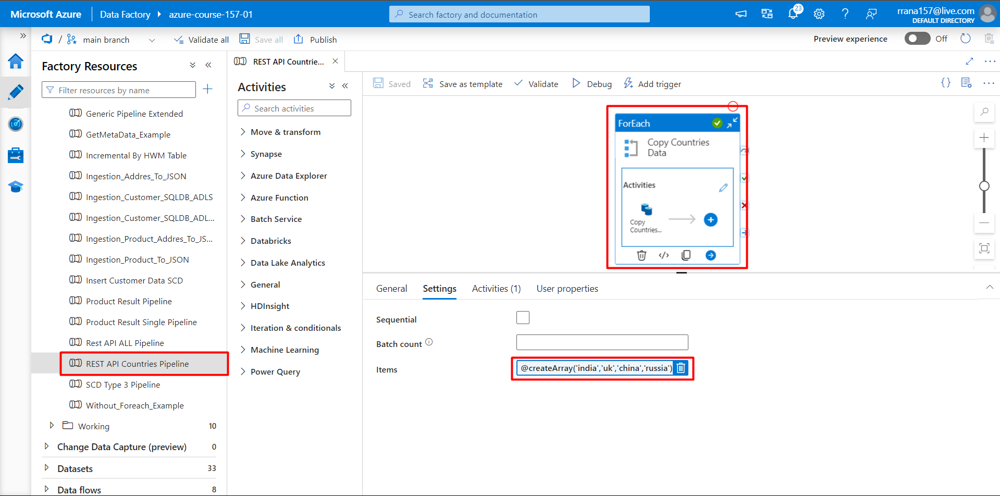 Microsoft Azure
Data Factory
azure-course-157-01
Search factory and documentation
23
rrana157@live.com
DEFAULT DIRECTORY
/
main branch
Validate all
Save all
Publish
Preview experience
Off
Factory Resources
Filter resources by name
Generic Pipeline Extended
GetMetaData_Example
Incremental By HWM Table
Ingestion_Addres_To_JSON
Ingestion_Customer_SQLDB_ADLS
Ingestion_Customer_SQLDB_ADL...
Ingestion_Product_Addres_To_JS...
Ingestion_Product_To_JSON
Insert Customer Data SCD
Product Result Pipeline
Product Result Single Pipeline
Rest API ALL Pipeline
REST API Countries Pipeline
SCD Type 3 Pipeline
Without_Foreach_Example
Working 10
Change Data Capture (preview) 0
Datasets 33
Data flows 8
REST API Countrie...
Activities
Search activities
Move & transform
Synapse
Azure Data Explorer
Azure Function
Batch Service
Databricks
Data Lake Analytics
General
HDInsight
Iteration & conditionals
Machine Learning
Power Query
Saved
Save as template
Validate
Debug
Add trigger
ForEach
Copy Countries
Data
Activities
Copy
Countries...
General
Settings
Activities (1)
User properties
Sequential
Batch count
Items
@createArray('india','uk','china','russia')